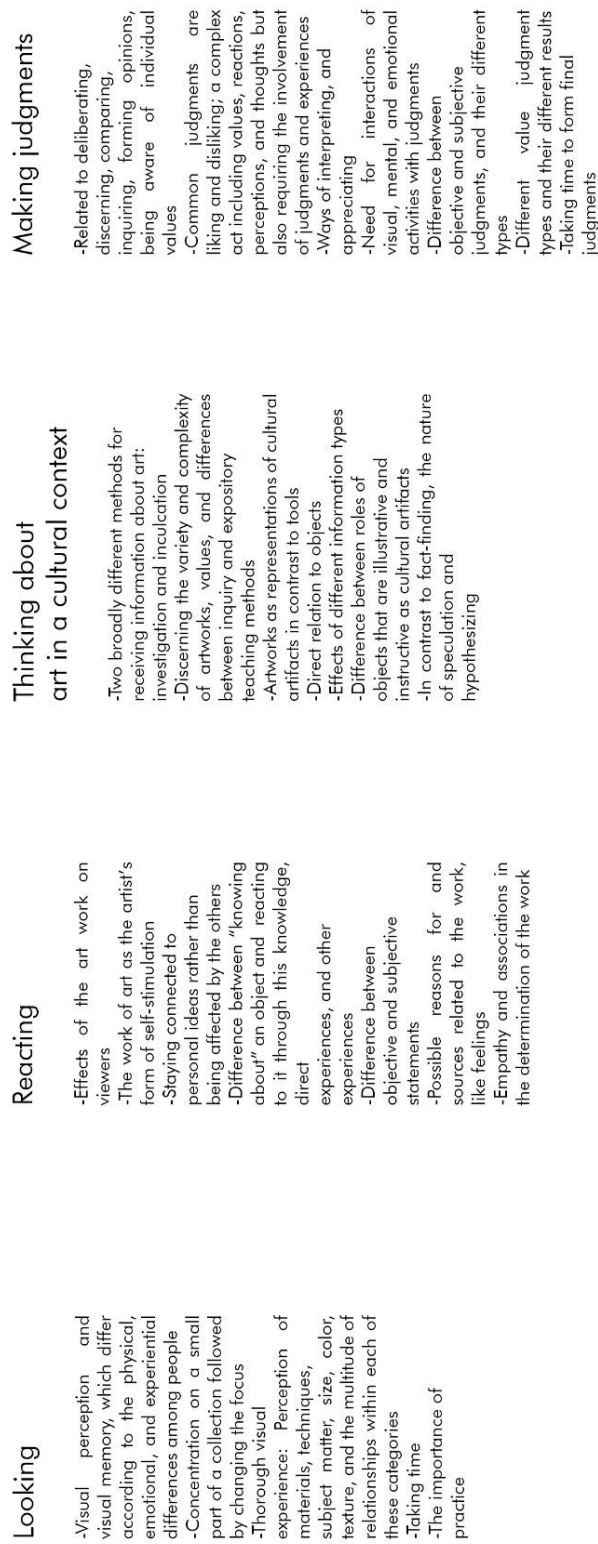 Looking
-Visual perception and
visual memory, which differ
according to the physical,
emotional, and experiential
differences among people
-Concentration on a small
part of a collection followed
by changing the focus
-Thorough visual
experience: Perception of
materials, techniques,
subject matter, size, color,
texture, and the multitude of
relationships within each of
these categories
-Taking time
-The importance of
practice
Reacting
-Effects of the art work on
viewers
-The work of art as the artist's
form of self-stimulation
-Staying connected to
personal ideas rather than
being affected by the others
-Difference between "knowing
about" an object and reacting
to it through this knowledge,
direct
experiences, and other
experiences
-Difference between
objective and subjective
statements
-Possible reasons for and
sources related to the work,
like feelings
-Empathy and associations in
the determination of the work
Thinking about
art in a cultural context
-Two broadly different methods for
receiving information about art:
investigation and inculcation
-Discerning the variety and complexity
of artworks, values, and differences
between inquiry and expository
teaching methods
-Artworks as representations of cultural
artifacts in contrast to tools
-Direct relation to objects
-Effects of different information types
-Difference between roles of
objects that are illustrative and
instructive as cultural artifacts
-In contrast to fact-finding, the nature
of speculation and
hypothesizing
Making judgments
-Related to deliberating,
discerning, comparing,
inquiring, forming opinions,
being aware of individual
values
-Common judgments are
liking and disliking; a complex
act including values, reactions,
perceptions, and thoughts but
also requiring the involvement
of judgments and experiences
-Ways of interpreting, and
appreciating
-Need for interactions of
visual, mental, and emotional
activities with judgments
-Difference between
objective and subjective
judgments, and their different
types
-Different value judgment
types and their different results
-Taking time to form final
judgments